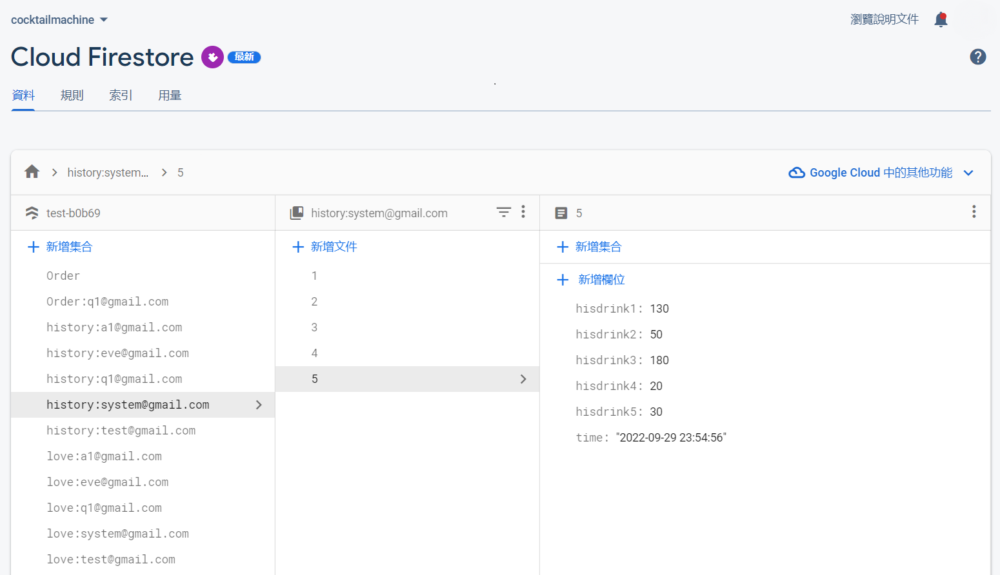 cocktailmachine
瀏覽說明文件
Cloud Firestore 最新
資料 規則 索引 用量
history:system... 5
Google Cloud 中的其他功能
test-b0b69
history:system@gmail.com
5
新增集合
Order
Order:q1@gmail.com
history:a1@gmail.com
history:eve@gmail.com
history:q1@gmail.com
history:system@gmail.com
history:test@gmail.com
love:a1@gmail.com
love:eve@gmail.com
love:q1@gmail.com
love:system@gmail.com
love:test@gmail.com
新增文件
1
2
3
4
5
新增集合
新增欄位
hisdrink1: 130
hisdrink2: 50
hisdrink3: 180
hisdrink4: 20
hisdrink5: 30
time: "2022-09-29 23:54:56"